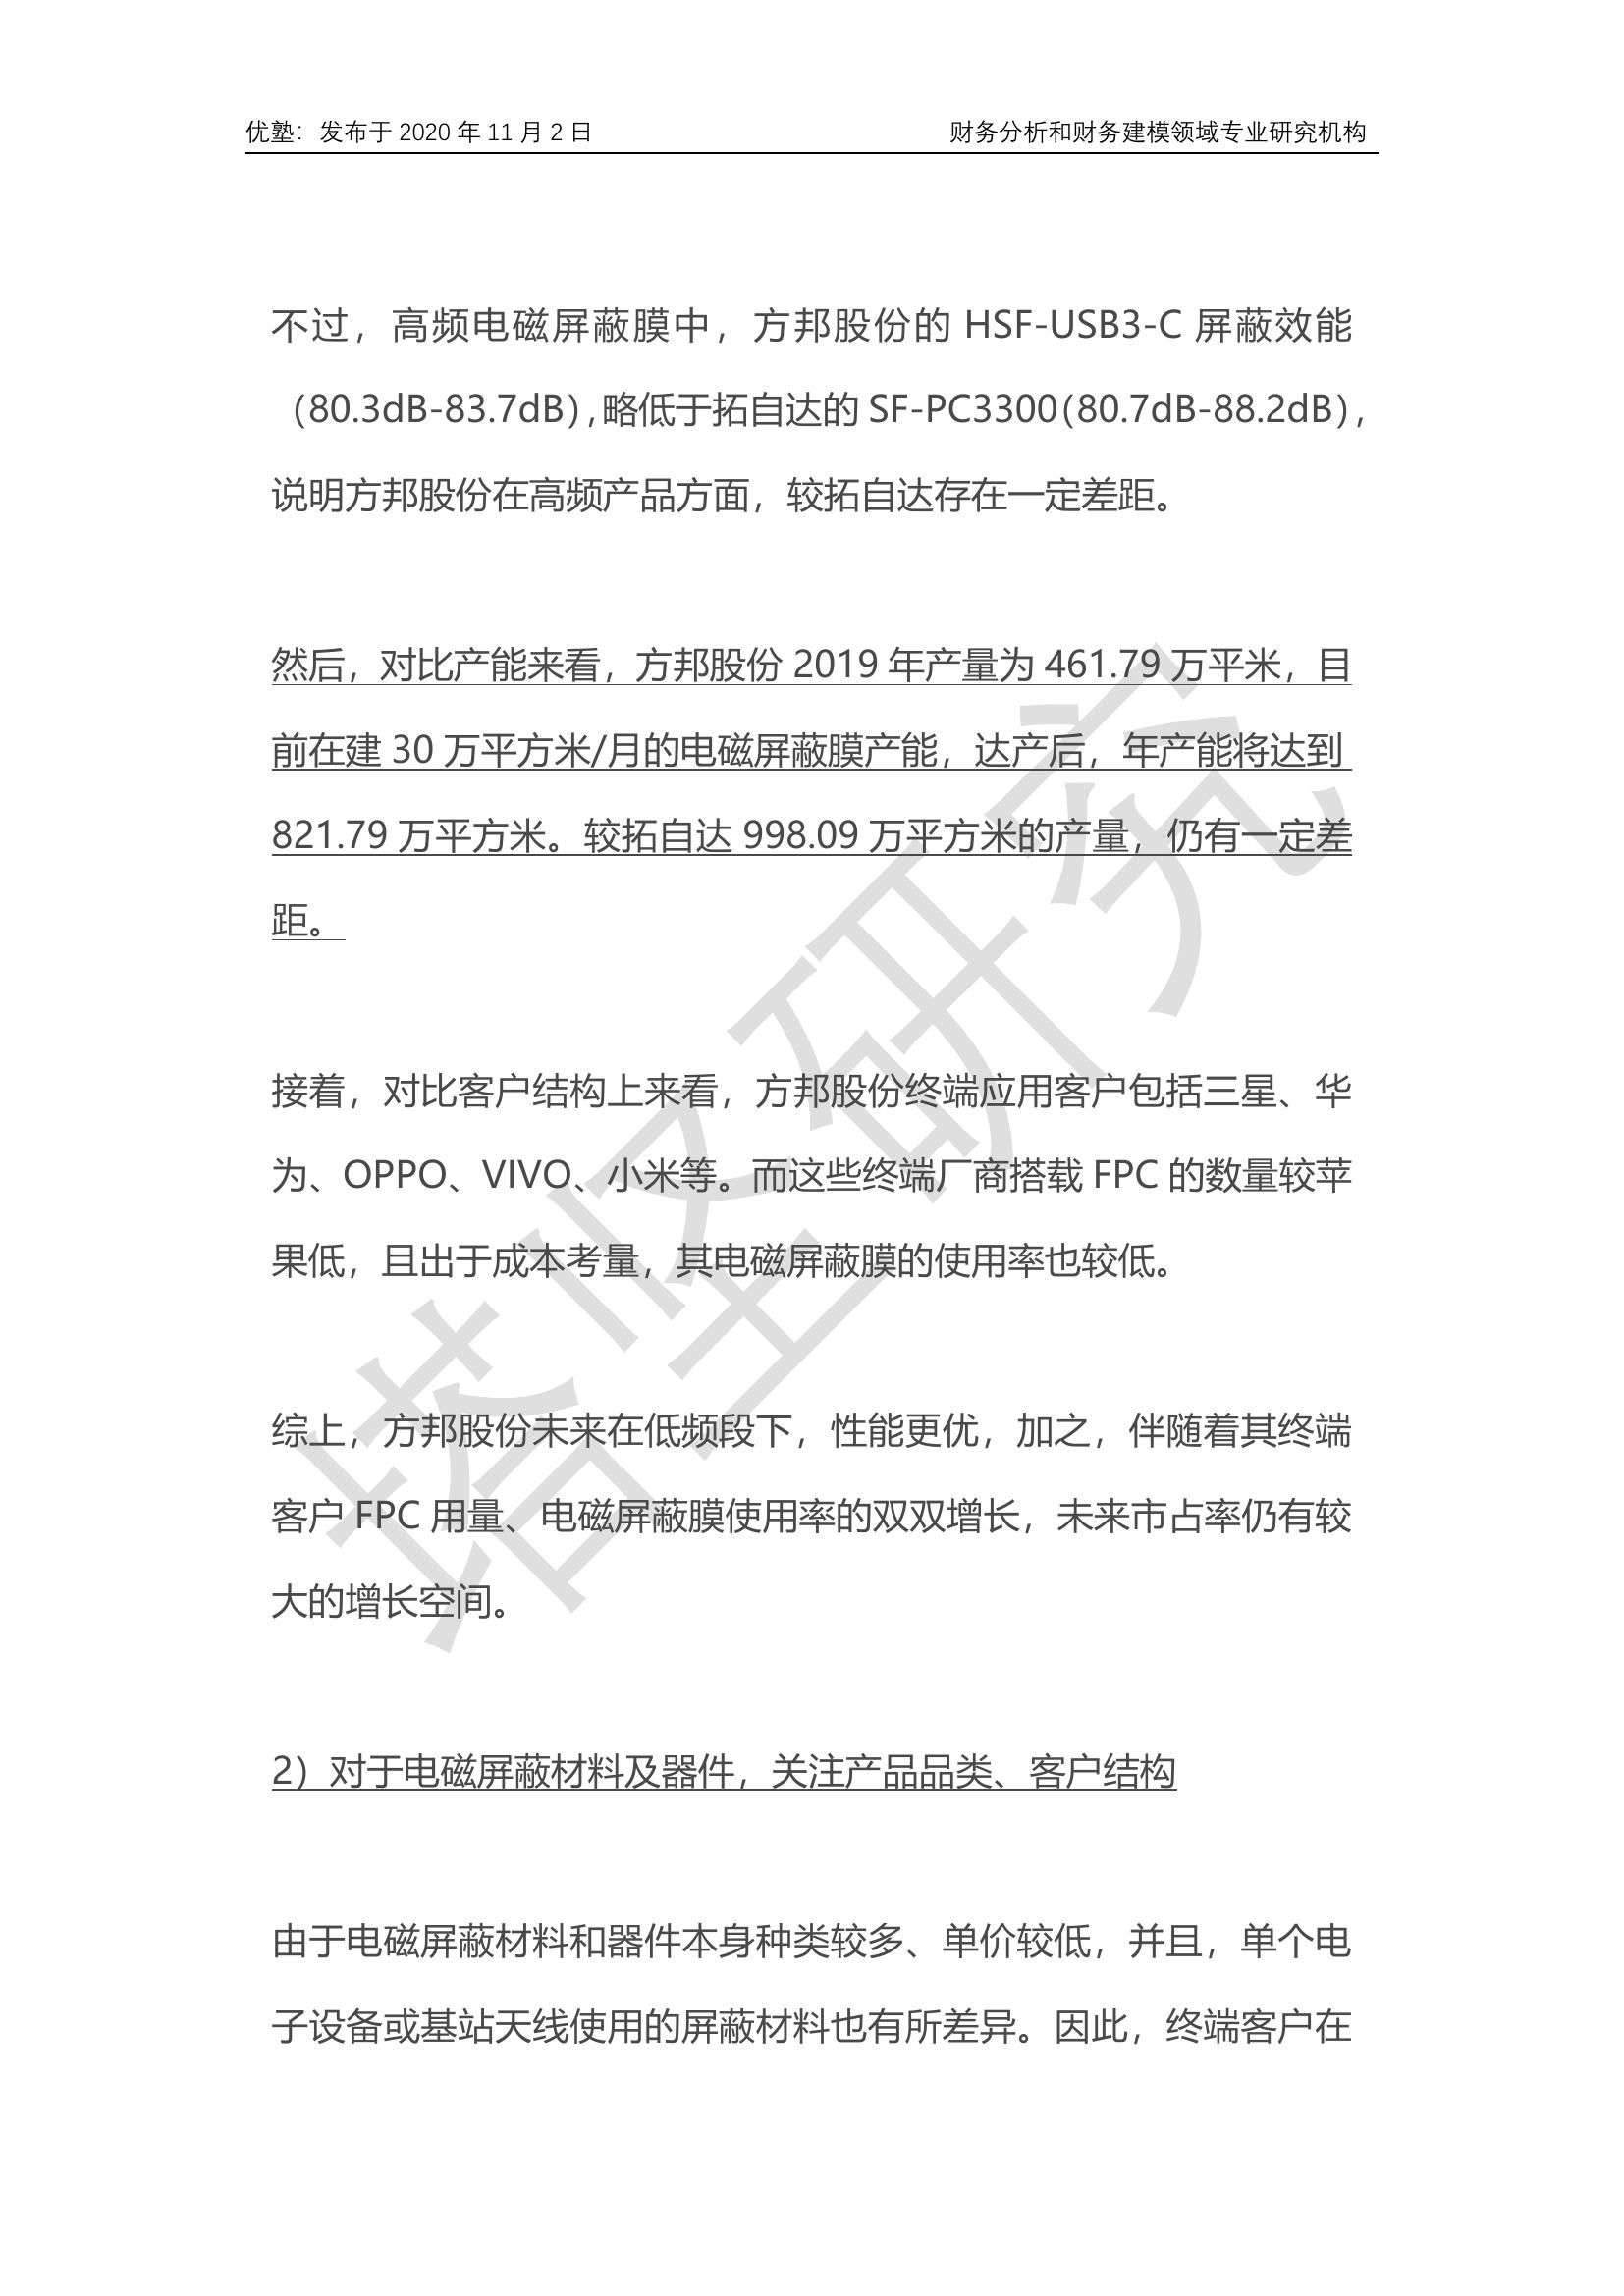 优塾：发布于 2020 年 11 月 2 日 财务分析和财务建模领域专业研究机构
不过，高频电磁屏蔽膜中，方邦股份的 HSF-USB3-C 屏蔽效能
（80.3dB-83.7dB），略低于拓自达的 SF-PC3300（80.7dB-88.2dB），
说明方邦股份在高频产品方面，较拓自达存在一定差距。
然后，对比产能来看，方邦股份 2019 年产量为 461.79 万平米，目
前在建 30 万平方米/月的电磁屏蔽膜产能，达产后，年产能将达到
821.79 万平方米。较拓自达 998.09 万平方米的产量，仍有一定差
距。
接着，对比客户结构上来看，方邦股份终端应用客户包括三星、华
为、OPPO、VIVO、小米等。而这些终端厂商搭载 FPC 的数量较苹
果低，且出于成本考量，其电磁屏蔽膜的使用率也较低。
综上，方邦股份未来在低频段下，性能更优，加之，伴随着其终端
客户 FPC 用量、电磁屏蔽膜使用率的双双增长，未来市占率仍有较
大的增长空间。
2）对于电磁屏蔽材料及器件，关注产品品类、客户结构
由于电磁屏蔽材料和器件本身种类较多、单价较低，并且，单个电
子设备或基站天线使用的屏蔽材料也有所差异。因此，终端客户在
塔坚研究